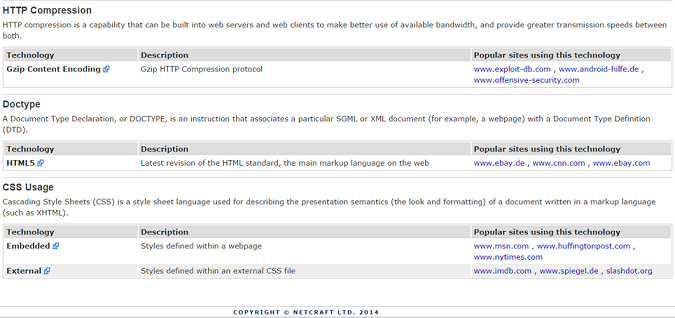 HTTP Compression
HTTP compression is a capability that can be built into web servers and web clients to make better use of available bandwidth, and provide greater transmission speeds between
both.
Technology Description Popular sites using this technology
Gzip Content Encoding Gzip HTTP Compression protocol www.exploit-db.com , www.android-hilfe.de ,
www.offensive-security.com
Doctype
A Document Type Declaration, or DOCTYPE, is an instruction that associates a particular SGML or XML document (for example, a webpage) with a Document Type Definition
(DTD).
Technology Description Popular sites using this technology
HTML5 Latest revision of the HTML standard, the main markup language on the web www.ebay.de , www.cnn.com , www.ebay.com
CSS Usage
Cascading Style Sheets (CSS) is a style sheet language used for describing the presentation semantics (the look and formatting) of a document written in a markup language
(such as XHTML).
Technology Description Popular sites using this technology
Embedded Styles defined within a webpage www.msn.com , www.huffingtonpost.com ,
www.nytimes.com
External Styles defined within an external CSS file www.imdb.com , www.spiegel.de , slashdot.org
COPYRIGHT © NETCRAFT LTD. 2014